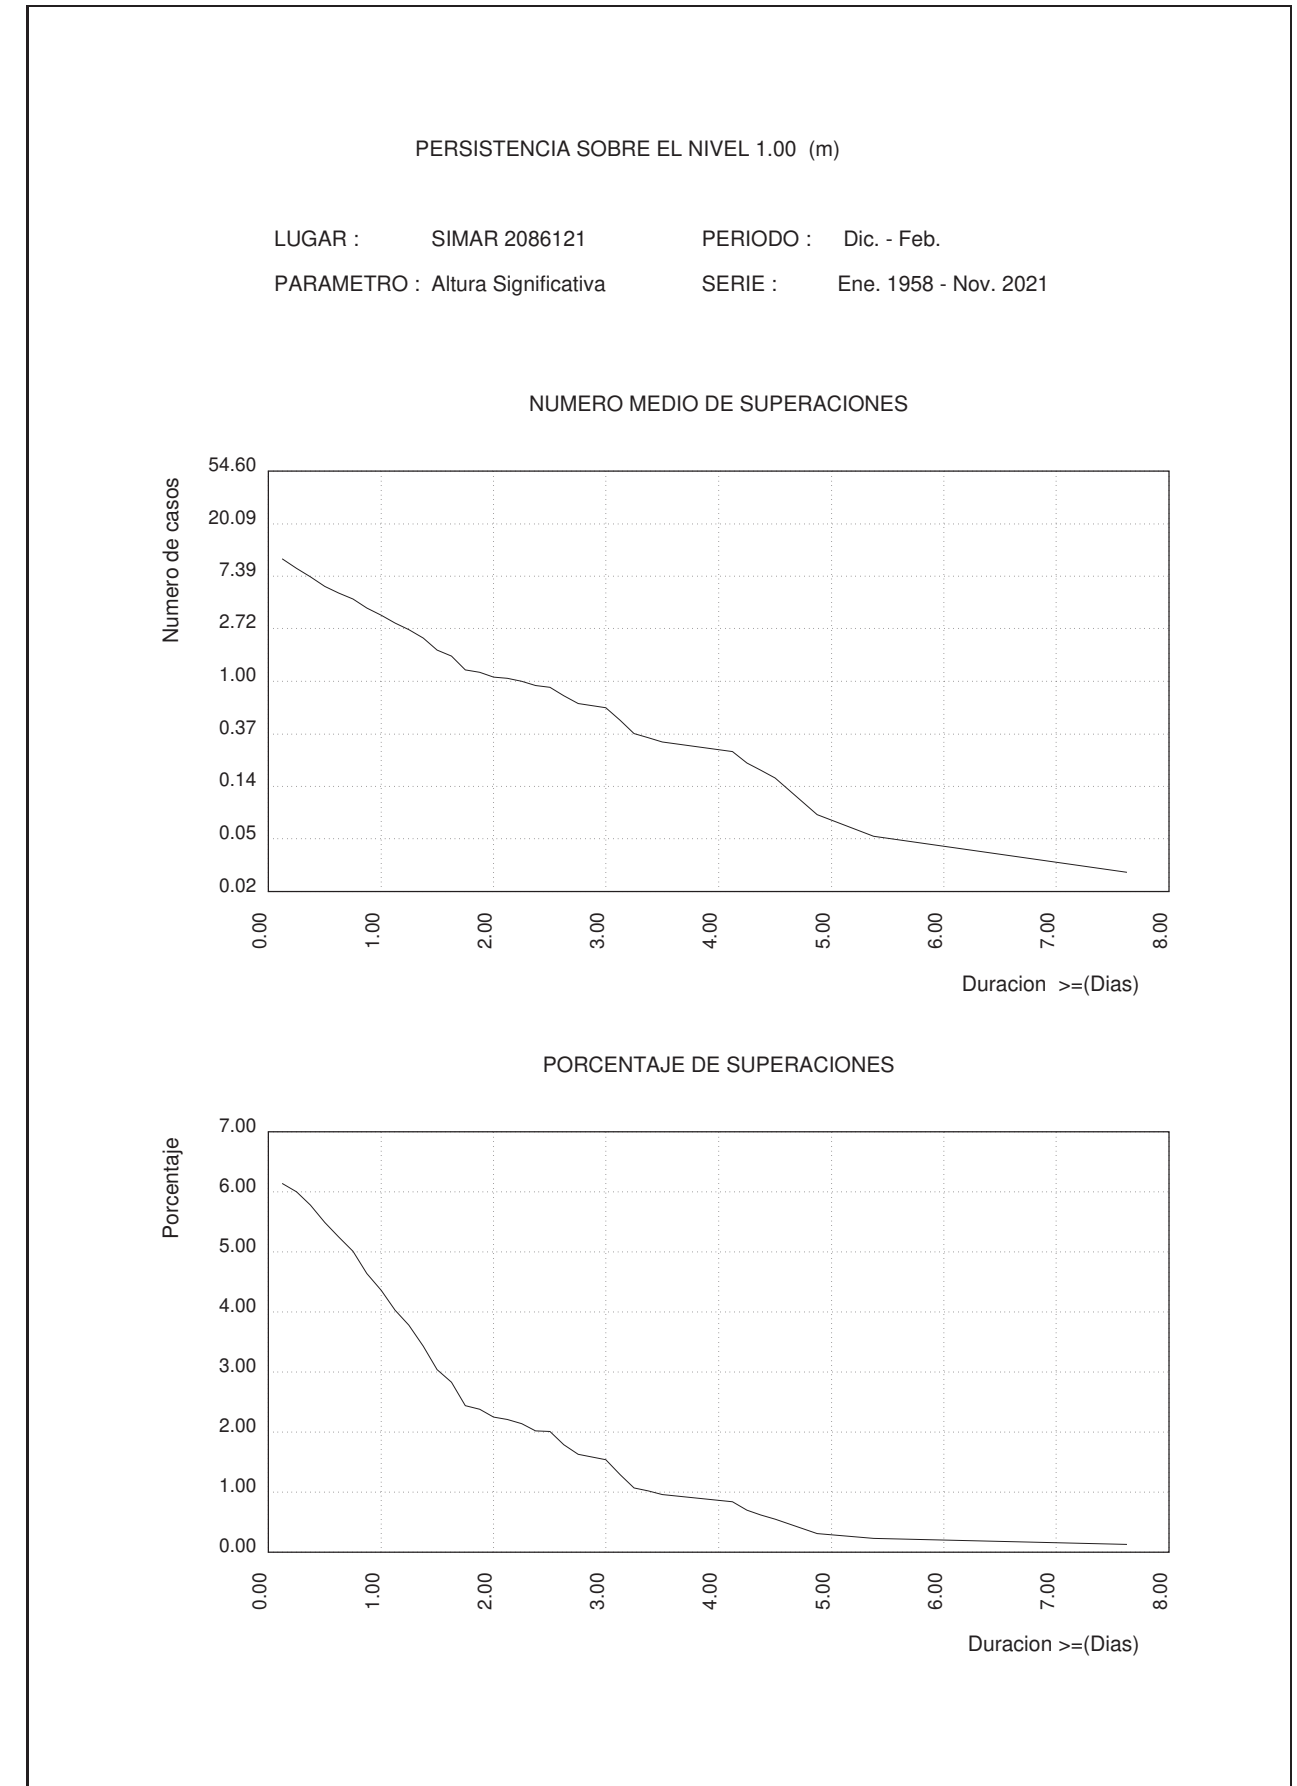 PERSISTENCIA SOBRE EL NIVEL 1.00 (m)
LUGAR : SIMAR 2086121 PERIODO : Dic. - Feb.
PARAMETRO : Altura Significativa SERIE : Ene. 1958 - Nov. 2021
NUMERO MEDIO DE SUPERACIONES
Numero de casos
54.60
20.09
7.39
2.72
1.00
0.37
0.14
0.05
0.02
0.00 1.00 2.00 3.00 4.00 5.00 6.00 7.00 8.00
Duracion >=(Dias)
PORCENTAJE DE SUPERACIONES
Porcentaje
7.00
6.00
5.00
4.00
3.00
2.00
1.00
0.00
0.00 1.00 2.00 3.00 4.00 5.00 6.00 7.00 8.00
Duracion >=(Dias)